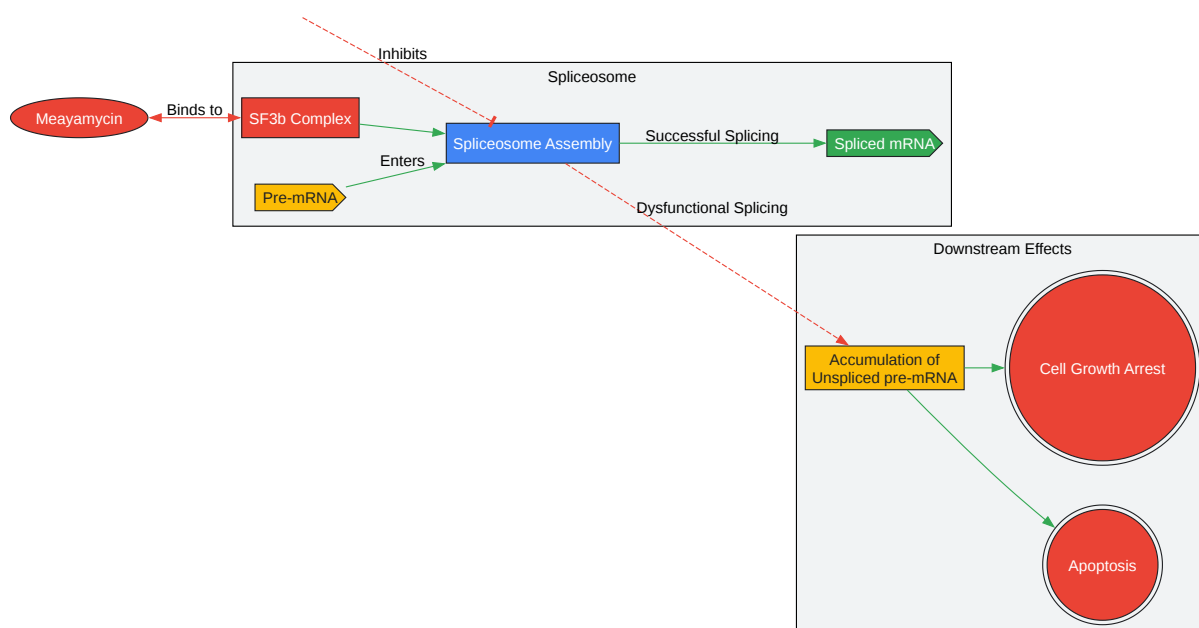 Inhibits
Spliceosome
Meayamycin
Binds to
SF3b Complex
Spliceosome Assembly
Successful Splicing
Spliced mRNA
Enters
Pre-mRNA
Dysfunctional Splicing
Downstream Effects
Accumulation of
Unspliced pre-mRNA
Cell Growth Arrest
Apoptosis